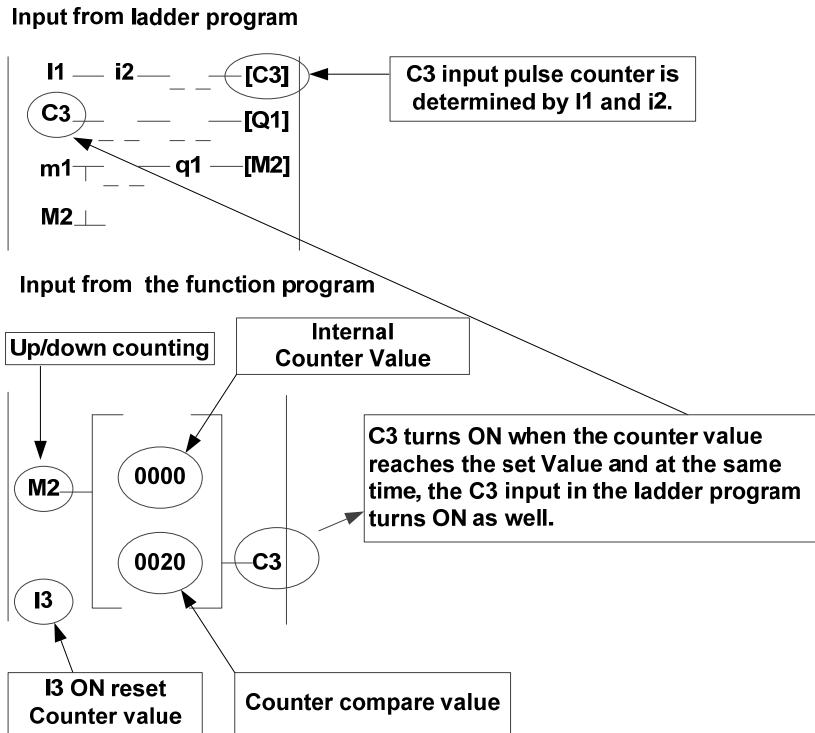 Input from ladder program
I1 i2 [C3]
C3 input pulse counter is
determined by I1 and i2.
C3 [Q1]
m1 q1 [M2]
M2
Input from the function program
Up/down counting
Internal
Counter Value
M2
0000
0020
C3
I3
C3 turns ON when the counter value
reaches the set Value and at the same
time, the C3 input in the ladder program
turns ON as well.
I3 ON reset
Counter value
Counter compare value